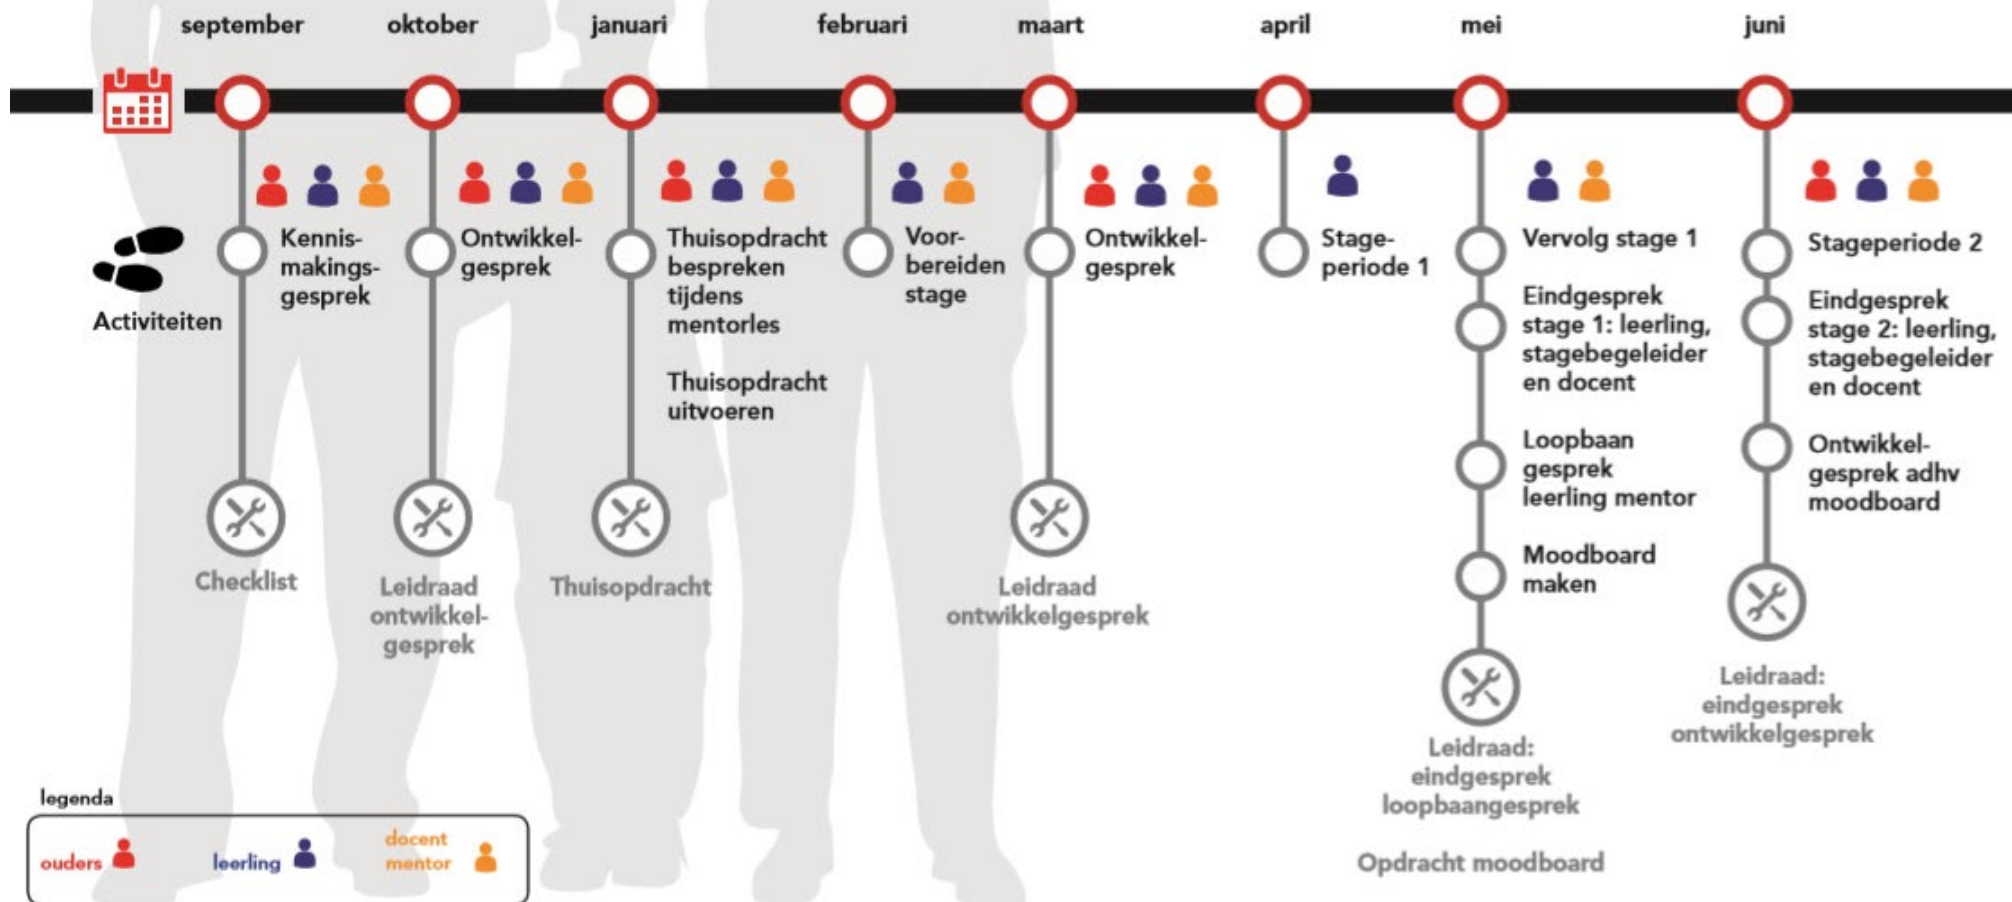 september
oktober
januari
februari
maart
april
mei
juni
Activiteiten
Kennis-
makings-
gesprek
Checklist
Ontwikkel-
gesprek
Leidraad
ontwikkel-
gesprek
Thuisopdracht
bespreken
tijdens
mentorles
Thuisopdracht
uitvoeren
Thuisopdracht
Voor-
bereiden
stage
Ontwikkel-
gesprek
Leidraad
ontwikkelgesprek
Stage-
periode 1
Vervolg stage 1
Eindgesprek
stage 1: leerling,
stagebegeleider
en docent
Loopbaan
gesprek
leerling mentor
Moodboard
maken
Leidraad:
eindgesprek
loopbaangesprek
Opdracht moodboard
Stageperiode 2
Eindgesprek
stage 2: leerling,
stagebegeleider
en docent
Ontwikkel-
gesprek adhv
moodboard
Leidraad:
eindgesprek
ontwikkelgesprek
legenda
ouders
leerling
docent
mentor